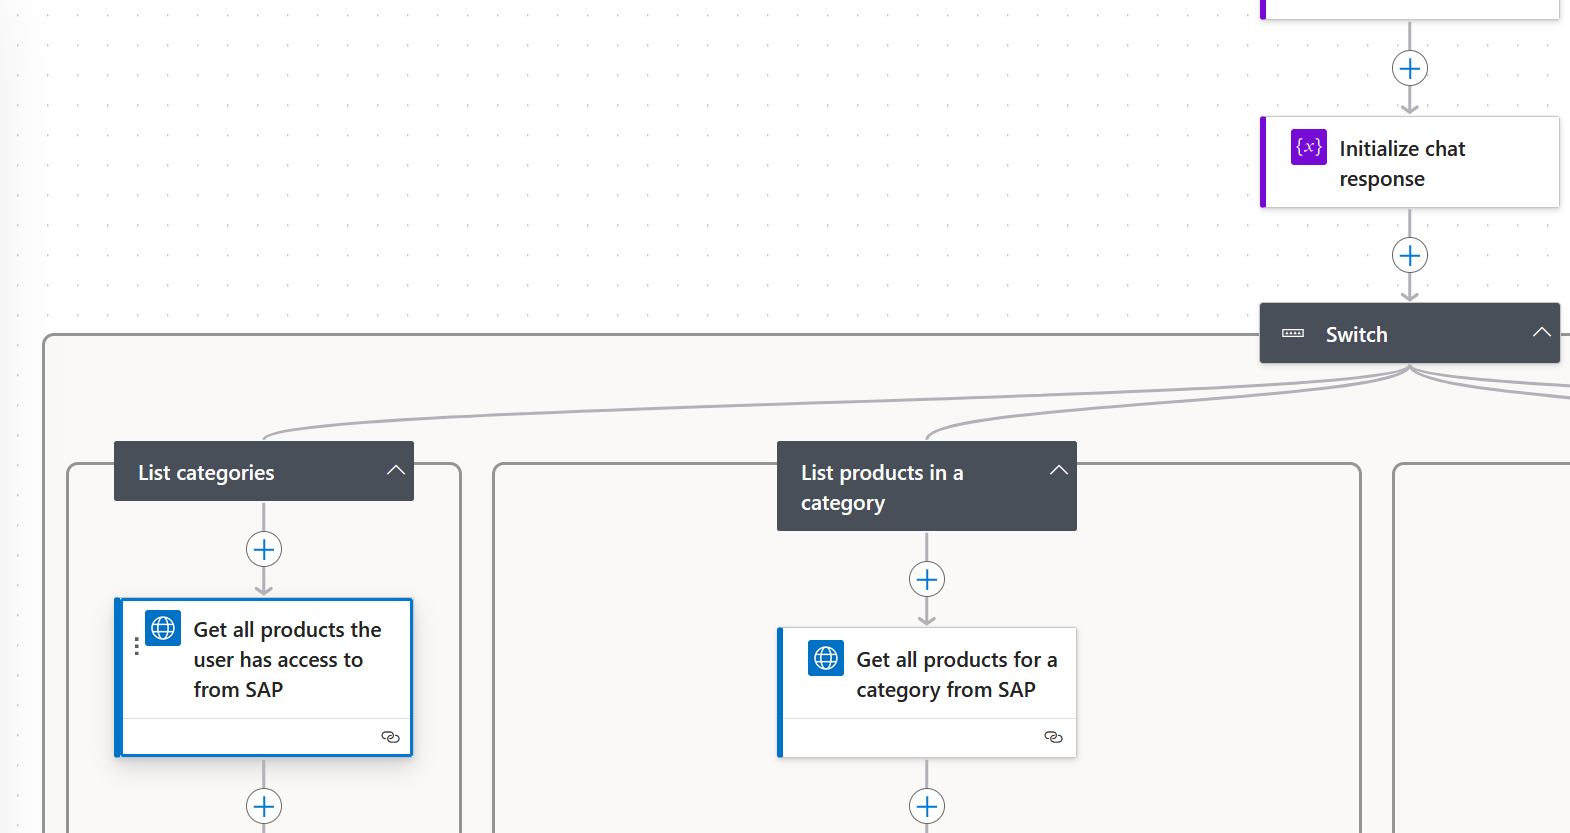 {x}
Initialize chat
response
Switch
List categories
List products in a
category
Get all products the
user has access to
from SAP
Get all products for a
category from SAP